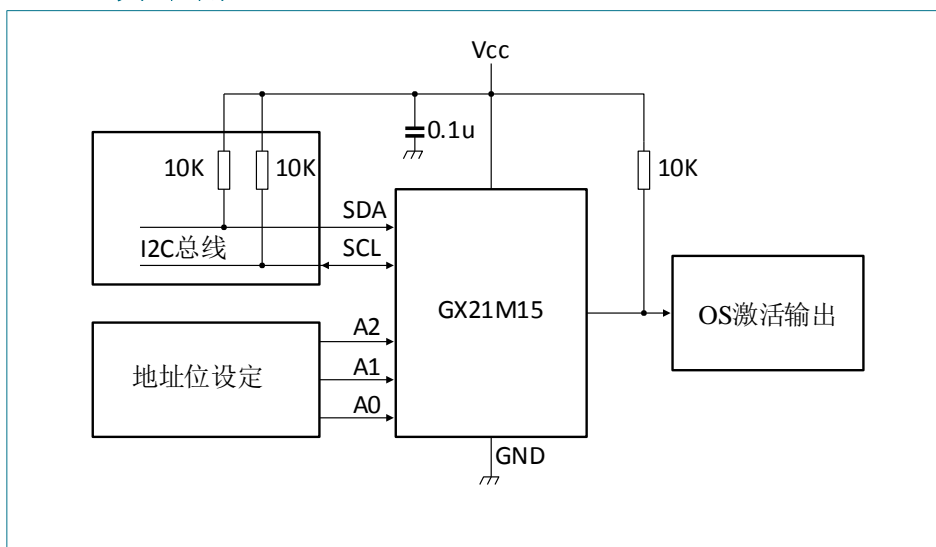 Vcc
0.1u
10K
10K
10K
SDA
I2C总线
SCL
GX21M15
OS激活输出
A2
地址位设定
A1
A0
GND